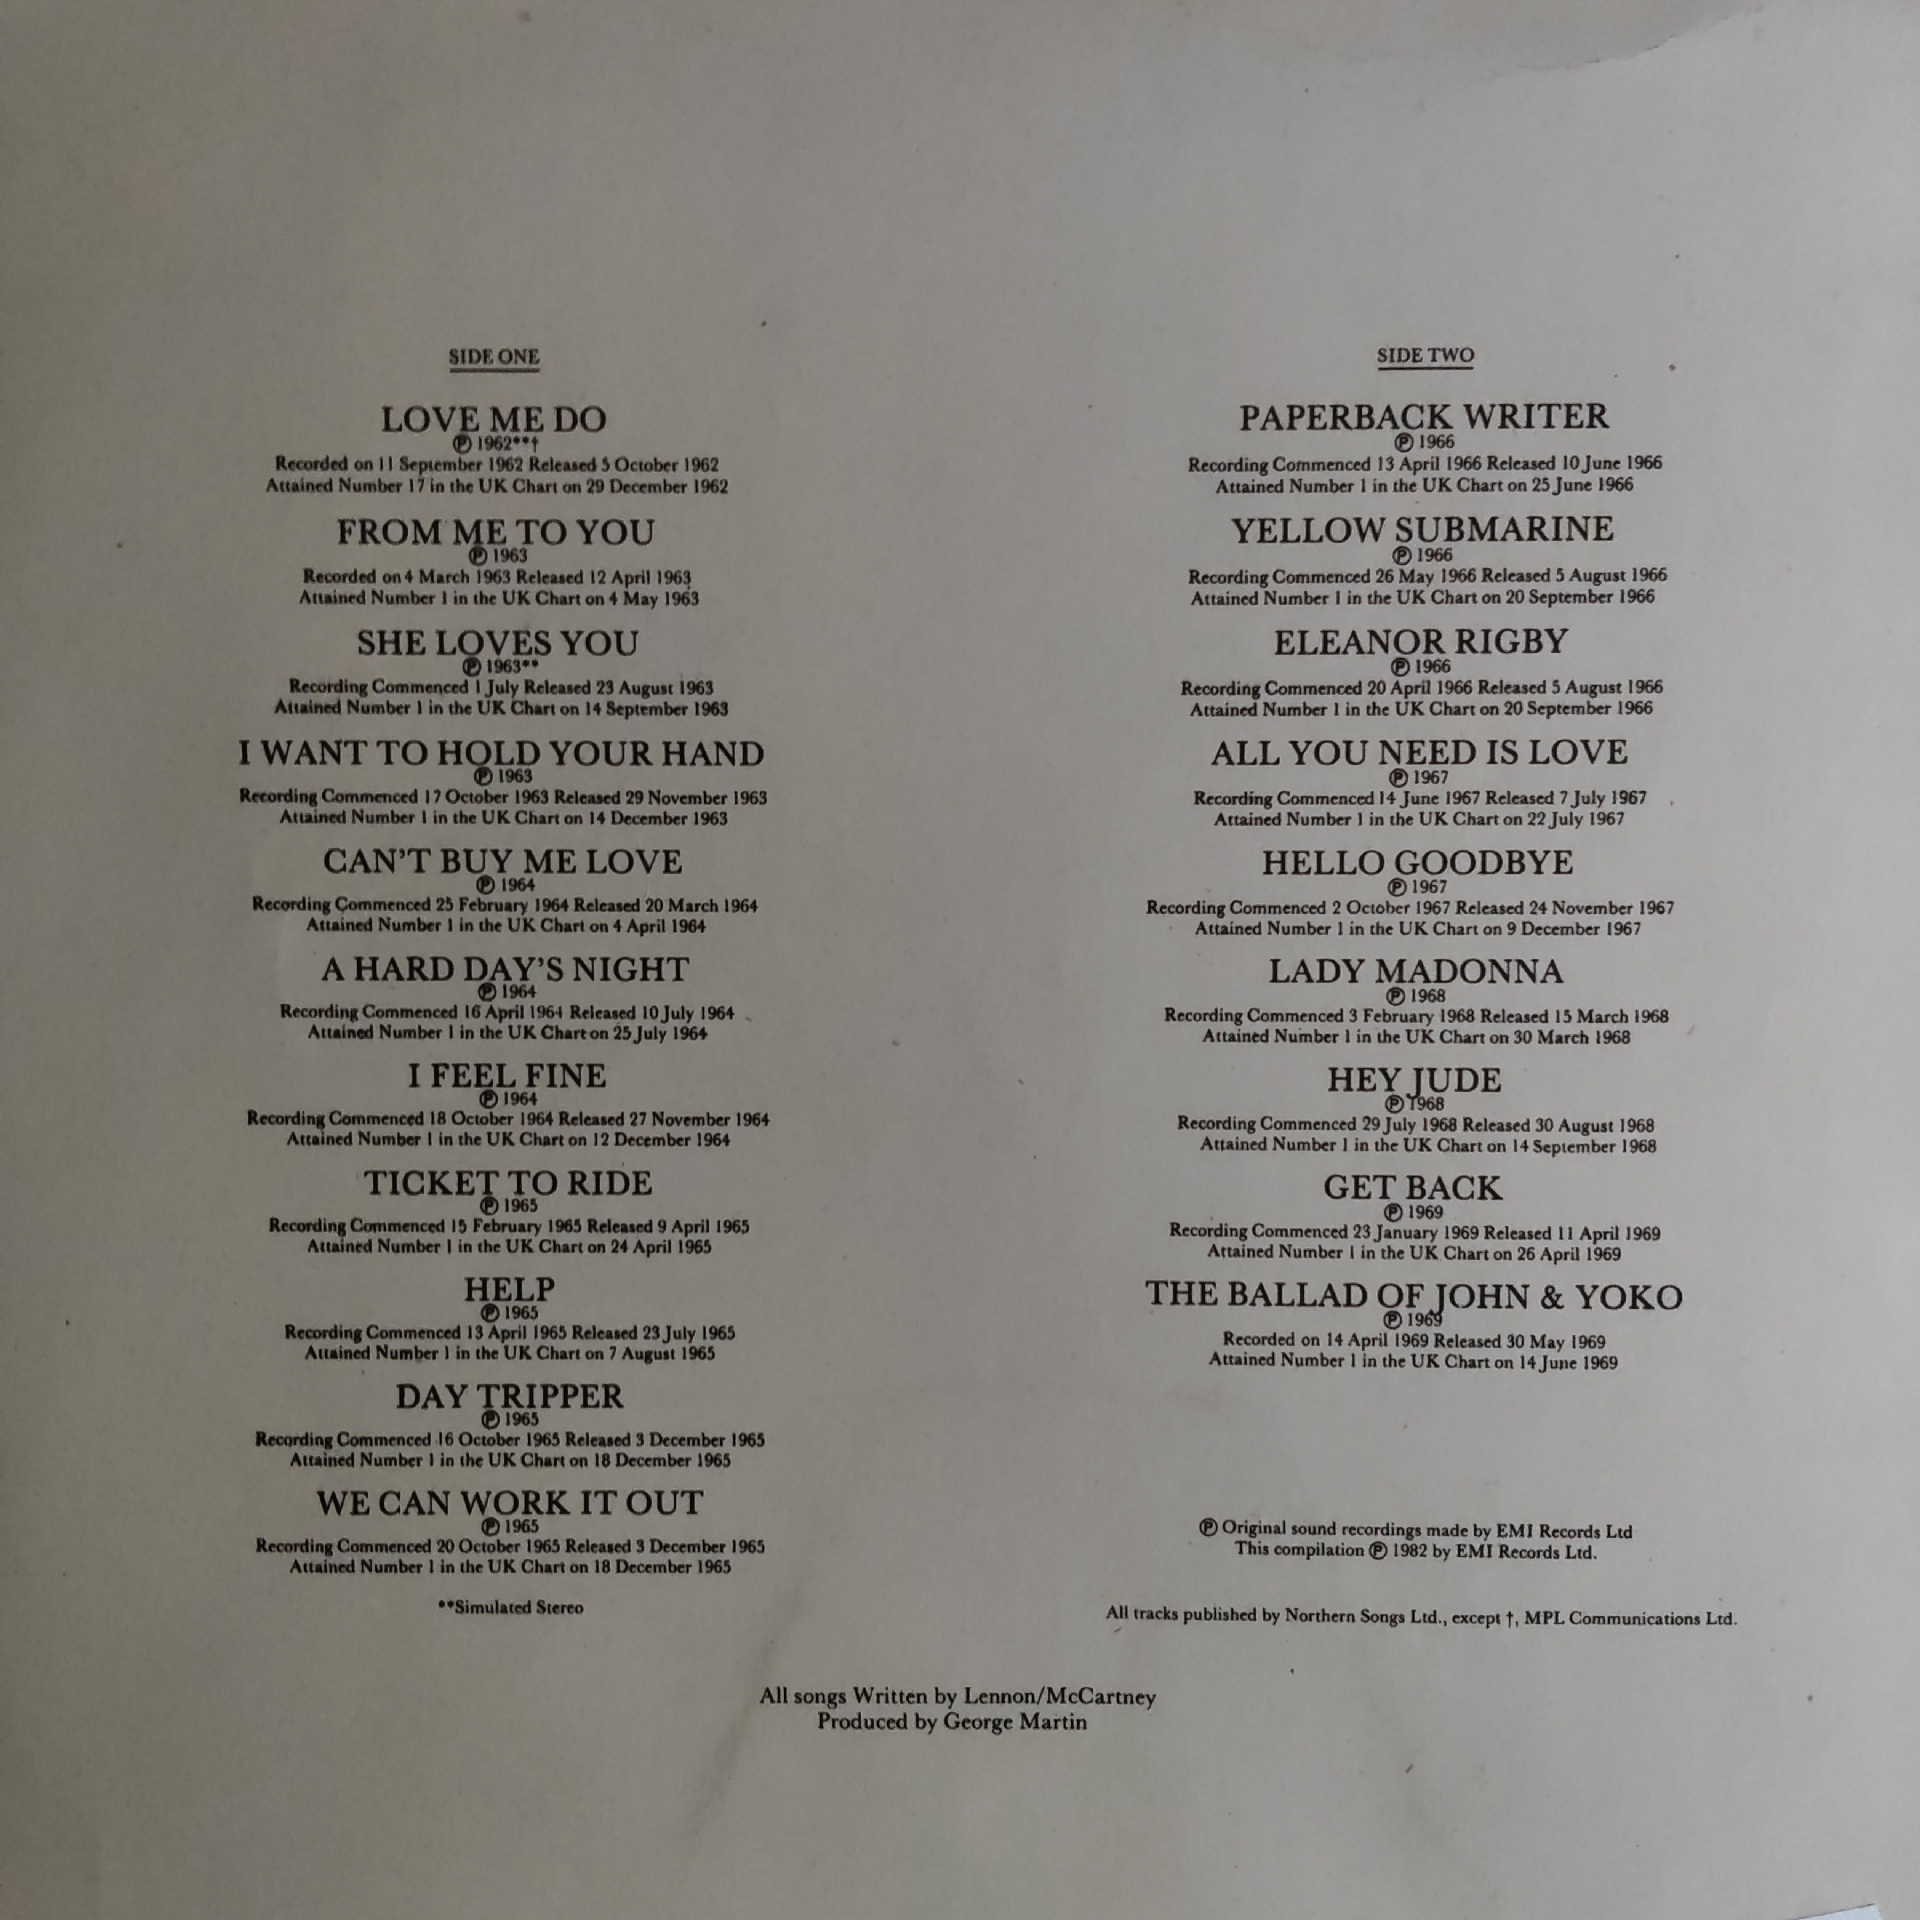 SIDE ONE
LOVE ME DO
℗ 1962**†
Recorded on 11 September 1962 Released 5 October 1962
Attained Number 17 in the UK Chart on 29 December 1962
FROM ME TO YOU
℗ 1963
Recorded on 4 March 1963 Released 12 April 1963
Attained Number 1 in the UK Chart on 4 May 1963
SHE LOVES YOU
℗ 1963**
Recording Commenced 1 July Released 23 August 1963
Attained Number 1 in the UK Chart on 14 September 1963
I WANT TO HOLD YOUR HAND
℗ 1963
Recording Commenced 17 October 1963 Released 29 November 1963
Attained Number 1 in the UK Chart on 14 December 1963
CAN'T BUY ME LOVE
℗ 1964
Recording Commenced 25 February 1964 Released 20 March 1964
Attained Number 1 in the UK Chart on 4 April 1964
A HARD DAY'S NIGHT
℗ 1964
Recording Commenced 16 April 1964 Released 10 July 1964
Attained Number 1 in the UK Chart on 25 July 1964
I FEEL FINE
℗ 1964
Recording Commenced 18 October 1964 Released 27 November 1964
Attained Number 1 in the UK Chart on 12 December 1964
TICKET TO RIDE
℗ 1965
Recording Commenced 15 February 1965 Released 9 April 1965
Attained Number 1 in the UK Chart on 24 April 1965
HELP
℗ 1965
Recording Commenced 13 April 1965 Released 23 July 1965
Attained Number 1 in the UK Chart on 7 August 1965
DAY TRIPPER
℗ 1965
Recording Commenced 16 October 1965 Released 3 December 1965
Attained Number 1 in the UK Chart on 18 December 1965
WE CAN WORK IT OUT
℗ 1965
Recording Commenced 20 October 1965 Released 3 December 1965
Attained Number 1 in the UK Chart on 18 December 1965
**Simulated Stereo
SIDE TWO
PAPERBACK WRITER
℗ 1966
Recording Commenced 13 April 1966 Released 10 June 1966
Attained Number 1 in the UK Chart on 25 June 1966
YELLOW SUBMARINE
℗ 1966
Recording Commenced 26 May 1966 Released 5 August 1966
Attained Number 1 in the UK Chart on 20 September 1966
ELEANOR RIGBY
℗ 1966
Recording Commenced 20 April 1966 Released 5 August 1966
Attained Number 1 in the UK Chart on 20 September 1966
ALL YOU NEED IS LOVE
℗ 1967
Recording Commenced 14 June 1967 Released 7 July 1967
Attained Number 1 in the UK Chart on 22 July 1967
HELLO GOODBYE
℗ 1967
Recording Commenced 2 October 1967 Released 24 November 1967
Attained Number 1 in the UK Chart on 9 December 1967
LADY MADONNA
℗ 1968
Recording Commenced 3 February 1968 Released 15 March 1968
Attained Number 1 in the UK Chart on 30 March 1968
HEY JUDE
℗ 1968
Recording Commenced 29 July 1968 Released 30 August 1968
Attained Number 1 in the UK Chart on 14 September 1968
GET BACK
℗ 1969
Recording Commenced 23 January 1969 Released 11 April 1969
Attained Number 1 in the UK Chart on 26 April 1969
THE BALLAD OF JOHN & YOKO
℗ 1969
Recorded on 14 April 1969 Released 30 May 1969
Attained Number 1 in the UK Chart on 14 June 1969
℗ Original sound recordings made by EMI Records Ltd
This compilation ℗ 1982 by EMI Records Ltd.
All tracks published by Northern Songs Ltd., except †, MPL Communications Ltd.
All songs Written by Lennon/McCartney
Produced by George Martin